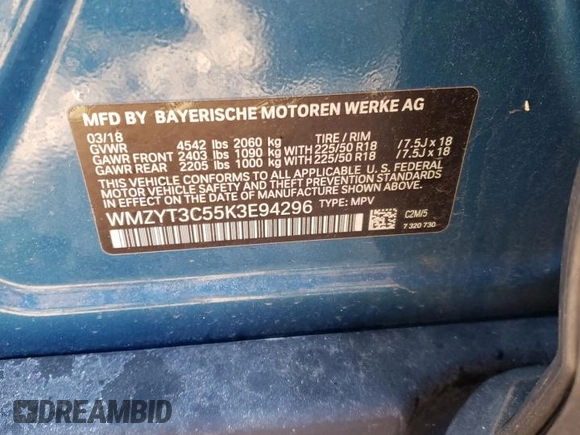 MFD BY BAYERISCHE MOTOREN WERKE AG
03/18
GVWR 4542 lbs 2060 kg TIRE / RIM
GAWR FRONT 2403 lbs 1090 kg WITH 225/50 R18 /7.5J x 18
GAWR REAR 2205 lbs 1000 kg WITH 225/50 R18 /7.5J x 18
THIS VEHICLE CONFORMS TO ALL APPLICABLE U. S. FEDERAL
MOTOR VEHICLE SAFETY, BUMPER, AND THEFT PREVENTION STANDARDS
IN EFFECT ON THE DATE OF MANUFACTURE SHOWN ABOVE.
WMZYT3C55K3E94296 TYPE: MPV
C2M/5
7 320 730
DREAMBID